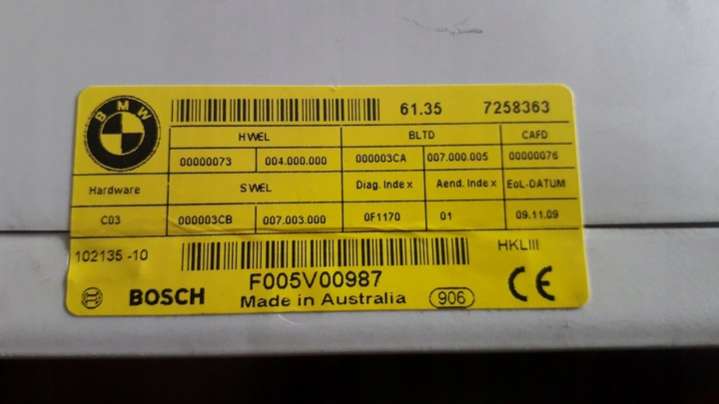 BMW
61.35 7258363
HWEL BLTD CAFD
00000073 004.000.000 000003CA 007.000.005 00000076
Hardware SWEL Diag. Index Aend. Index EoL-DATUM
C03 000003CB 007.003.000 0F1170 01 09.11.09
102135-10 HKLIII
F005V00987
BOSCH Made in Australia 906 CE